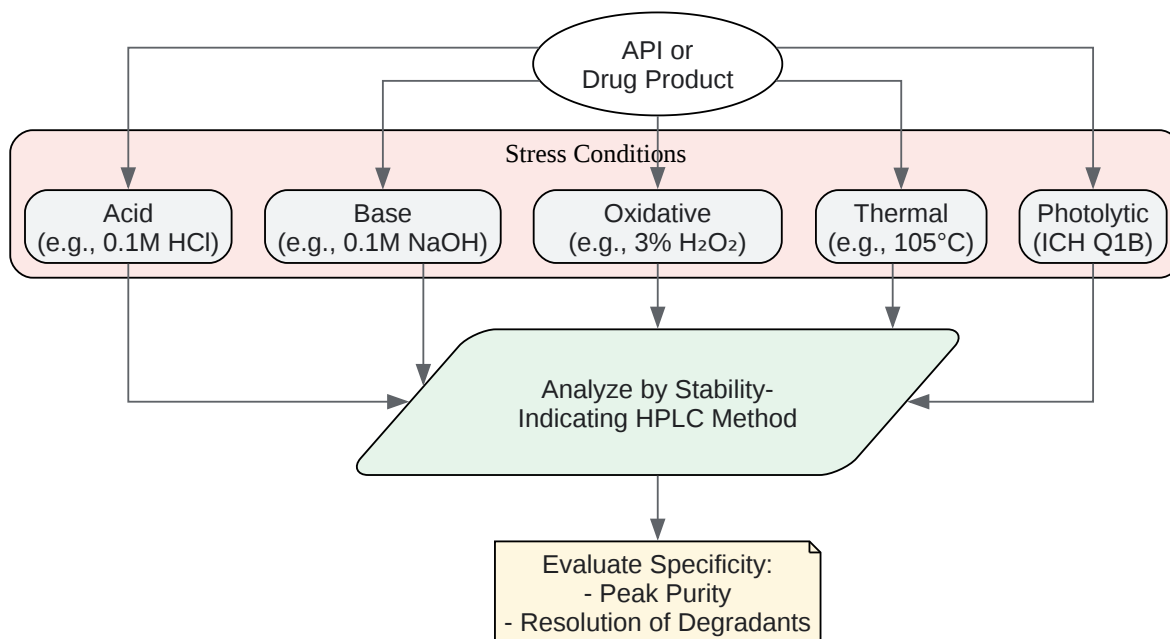 API or
Drug Product
Stress Conditions
Acid
(e.g., 0.1M HCl)
Base
(e.g., 0.1M NaOH)
Oxidative
(e.g., 3% H₂O₂)
Thermal
(e.g., 105°C)
Photolytic
(ICH Q1B)
Analyze by Stability-
Indicating HPLC Method
Evaluate Specificity:
- Peak Purity
- Resolution of Degradants